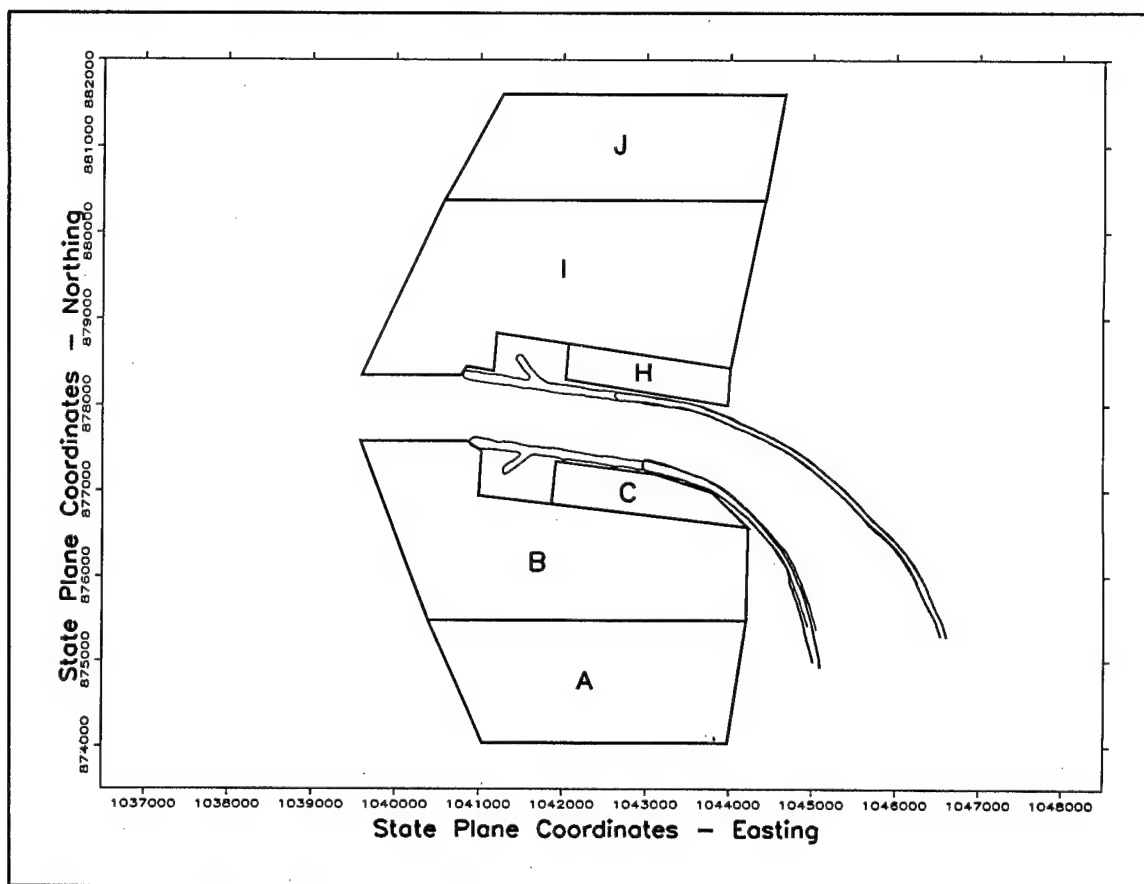 882000
881000
880000
879000
878000
877000
876000
875000
874000
State Plane Coordinates – Northing
J
I
H
C
B
A
1037000 1038000 1039000 1040000 1041000 1042000 1043000 1044000 1045000 1046000 1047000 1048000
State Plane Coordinates – Easting